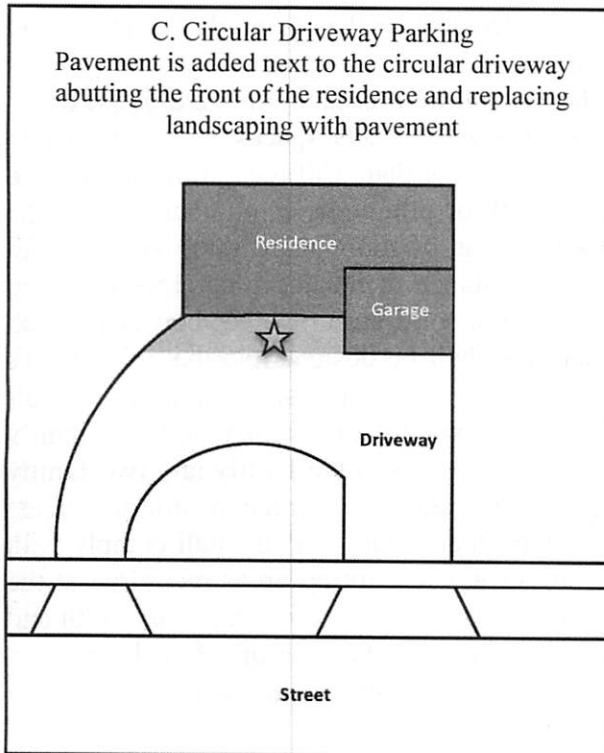 C. Circular Driveway Parking
Pavement is added next to the circular driveway
abutting the front of the residence and replacing
landscaping with pavement
Residence
Garage
Driveway
Street